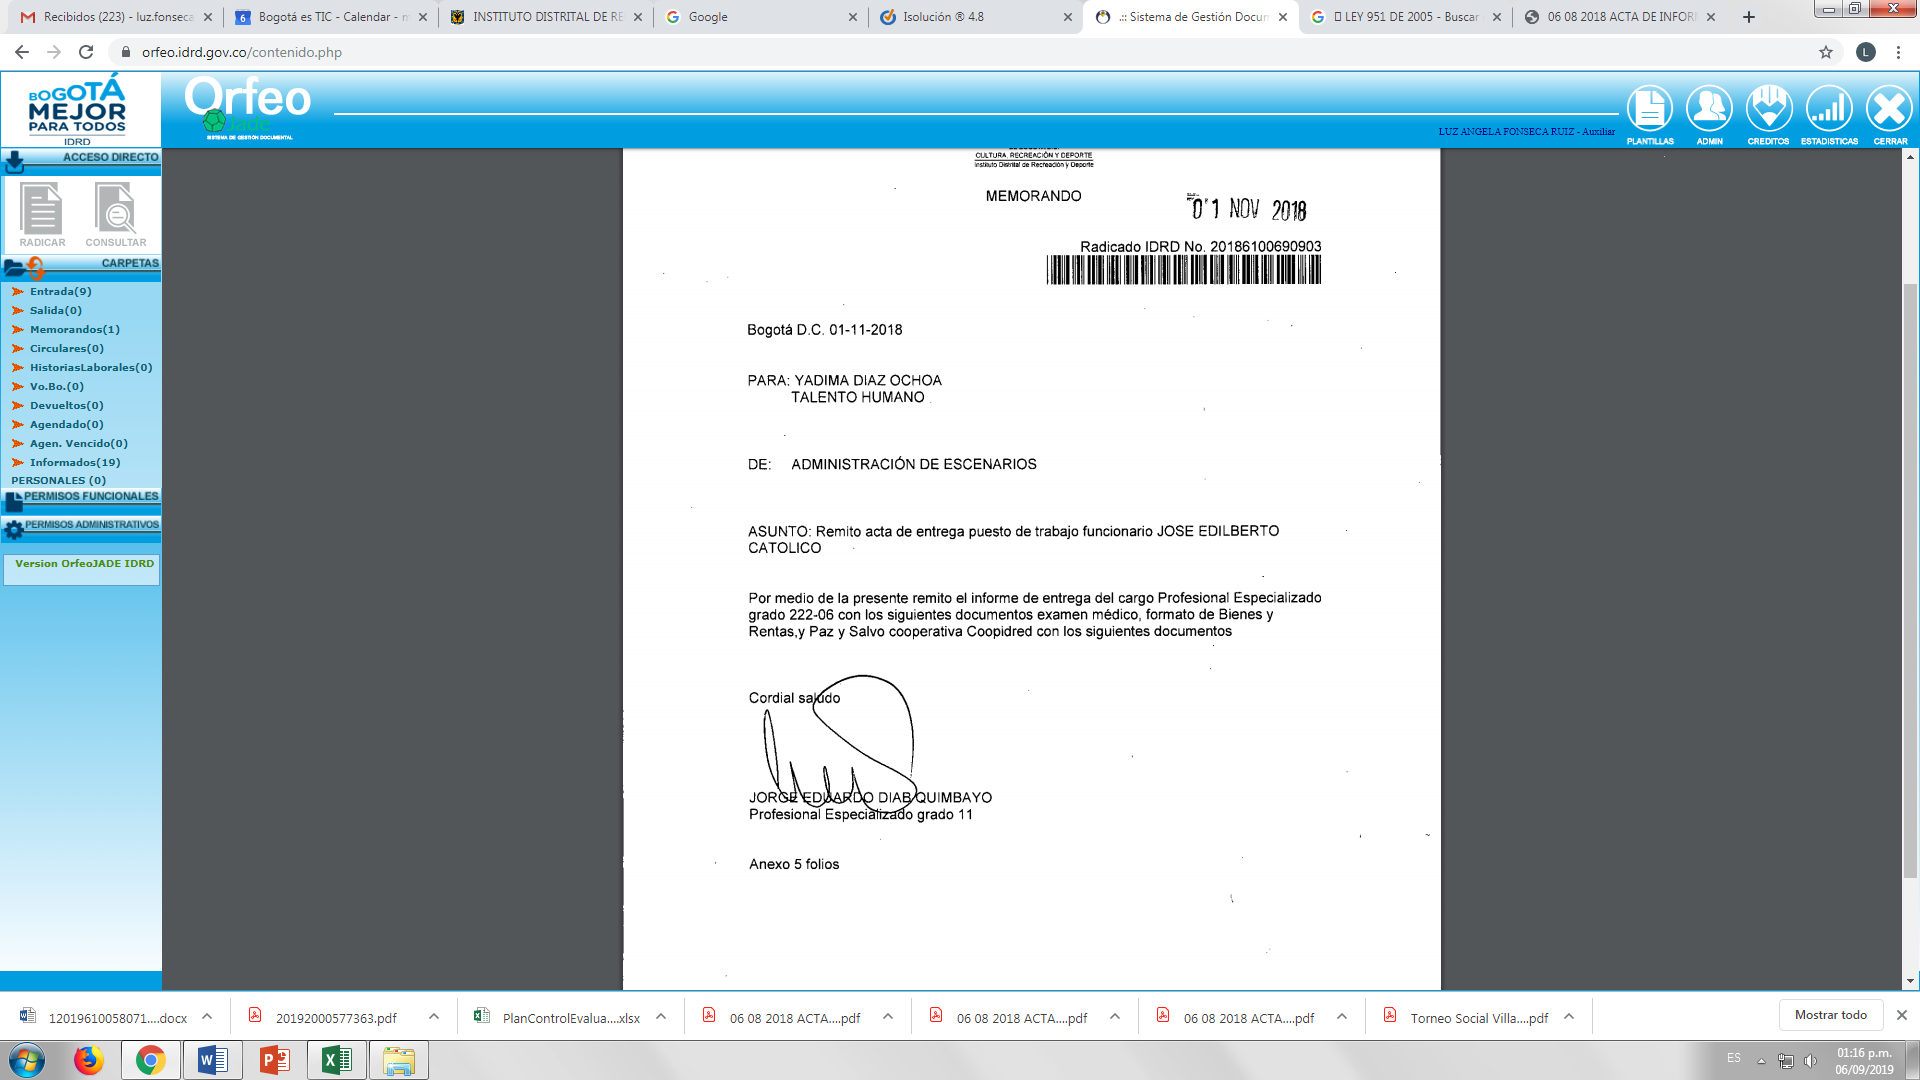 Recibidos (223) - luz.fonseca
Bogotá es TIC - Calendar - m
INSTITUTO DISTRITAL DE RE
Google
Isolución ® 4.8
.:: Sistema de Gestión Docum
LEY 951 DE 2005 - Buscar
06 08 2018 ACTA DE INFOR
orfeo.idrd.gov.co/contenido.php
L
BOGOTÁ
MEJOR
PARA TODOS
IDRD
Orfeo
Jade
SISTEMA DE GESTIÓN DOCUMENTAL
LUZ ANGELA FONSECA RUIZ - Auxiliar
PLANTILLAS
ADMIN
CREDITOS
ESTADISTICAS
CERRAR
ACCESO DIRECTO
RADICAR
CONSULTAR
CARPETAS
Entrada(9)
Salida(0)
Memorandos(1)
Circulares(0)
HistoriasLaborales(0)
Vo.Bo.(0)
Devueltos(0)
Agendado(0)
Agen. Vencido(0)
Informados(19)
PERSONALES (0)
PERMISOS FUNCIONALES
PERMISOS ADMINISTRATIVOS
Version OrfeoJADE IDRD
CULTURA, RECREACIÓN Y DEPORTE
Instituto Distrital de Recreación y Deporte
MEMORANDO
01 NOV 2018
Radicado IDRD No. 20186100690903
Bogotá D.C. 01-11-2018
PARA: YADIMA DIAZ OCHOA
TALENTO HUMANO
DE: ADMINISTRACIÓN DE ESCENARIOS
ASUNTO: Remito acta de entrega puesto de trabajo funcionario JOSE EDILBERTO
CATOLICO
Por medio de la presente remito el informe de entrega del cargo Profesional Especializado
grado 222-06 con los siguientes documentos examen médico, formato de Bienes y
Rentas,y Paz y Salvo cooperativa Coopidred con los siguientes documentos
Cordial saludo
JORGE EDUARDO DIAB QUIMBAYO
Profesional Especializado grado 11
Anexo 5 folios
12019610058071....docx
20192000577363.pdf
PlanControlEvalua....xlsx
06 08 2018 ACTA....pdf
06 08 2018 ACTA....pdf
06 08 2018 ACTA....pdf
Torneo Social Villa....pdf
Mostrar todo
ES
01:16 p.m.
06/09/2019